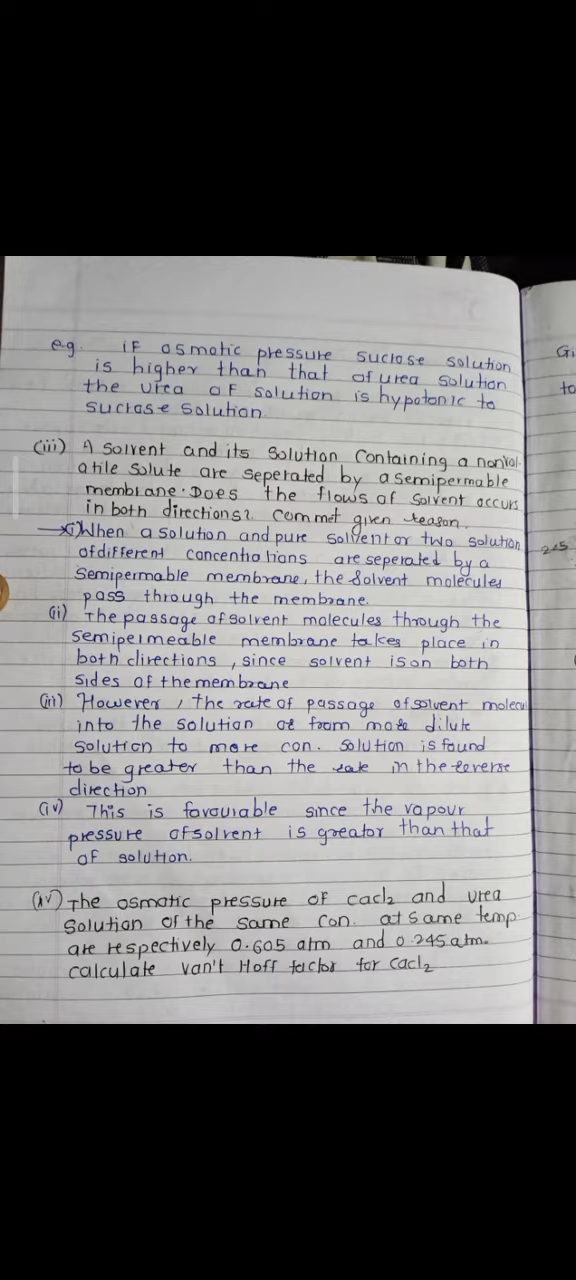 eg. if osmotic pressure suclose solution
is higher than that of urea solution
the urea of solution is hypotonic to
suclase solution.
(iii) A solvent and its solution containing a nonvol-
atile solute are seperated by a semipermable
membrane. Does the flows of solvent occurs
in both directions? commet given reason.
→ (i) When a solution and pure solvent or two solution
of different concentrations are seperated by a
semipermable membrane, the solvent molecules
pass through the membrane.
(ii) The passage of solvent molecules through the
semipermeable membrane takes place in
both directions, since solvent is on both
sides of the membrane
(iii) However, the rate of passage of solvent molecul
into the solution or from more dilute
solution to more con. solution is found
to be greater than the rate in the reverse
direction
(iv) This is favourable since the vapour
pressure of solvent is greator than that
of solution.
(iv) The osmotic pressure of cacl2 and urea
solution of the same con. at same temp.
are respectively 0.605 atm and 0.245 atm.
calculate van't Hoff factor for cacl2
Gi
to
245